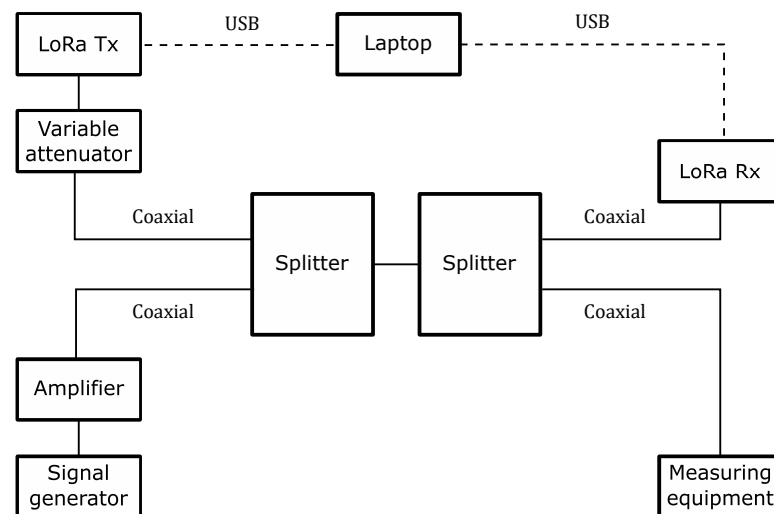 USB
USB
LoRa Tx
Laptop
Variable
attenuator
LoRa Rx
Coaxial
Coaxial
Splitter
Splitter
Coaxial
Coaxial
Amplifier
Signal
generator
Measuring
equipment